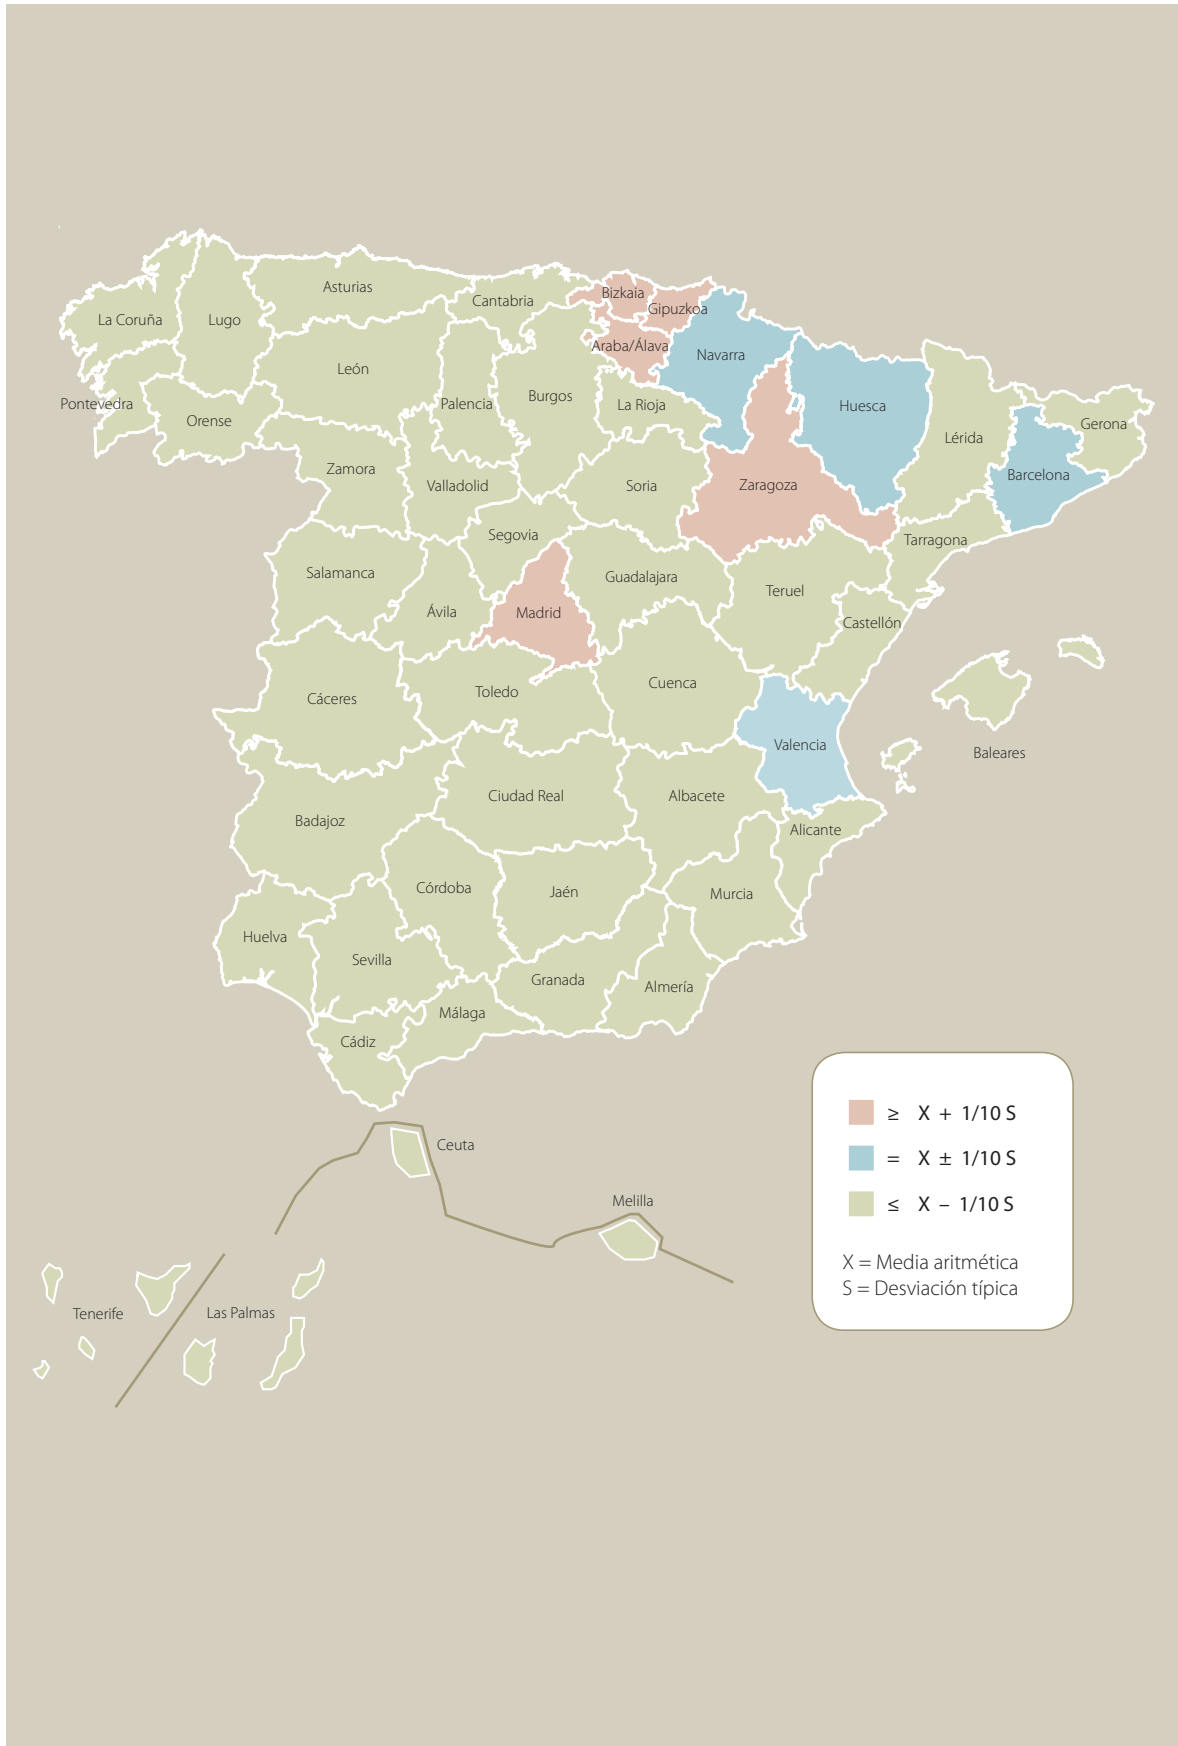 Asturias
Cantabria
Bizkaia
Gipuzkoa
La Coruña
Lugo
Araba/Álava
Navarra
León
Pontevedra
Orense
Palencia
Burgos
La Rioja
Huesca
Lérida
Gerona
Zamora
Valladolid
Soria
Zaragoza
Barcelona
Segovia
Tarragona
Salamanca
Guadalajara
Ávila
Madrid
Teruel
Castellón
Cáceres
Toledo
Cuenca
Valencia
Baleares
Ciudad Real
Albacete
Badajoz
Alicante
Córdoba
Jaén
Murcia
Huelva
Sevilla
Granada
Almería
Málaga
Cádiz
Ceuta
Melilla
Tenerife
Las Palmas
≥ X + 1/10 S
= X ± 1/10 S
≤ X – 1/10 S
X = Media aritmética
S = Desviación típica